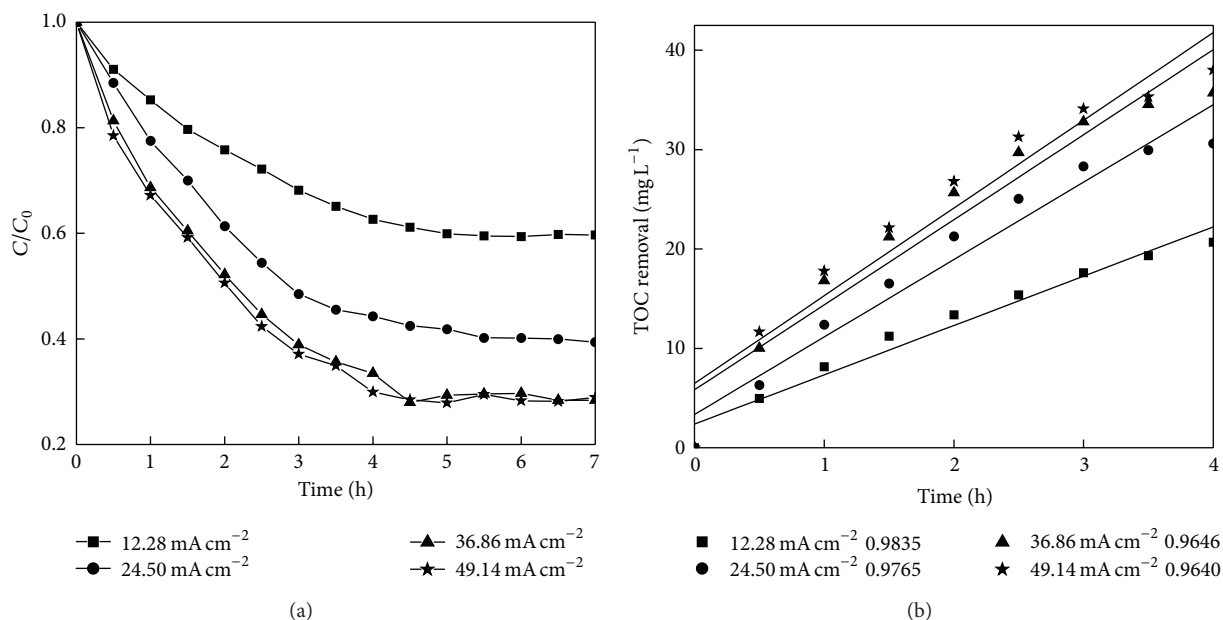 1.0
0.8
0.6
0.4
0.2
C/C₀
0 1 2 3 4 5 6 7
Time (h)
12.28 mA cm⁻² 36.86 mA cm⁻²
24.50 mA cm⁻² 49.14 mA cm⁻²
(a)
40
30
20
10
0
TOC removal (mg L⁻¹)
0 1 2 3 4
Time (h)
12.28 mA cm⁻² 0.9835 36.86 mA cm⁻² 0.9646
24.50 mA cm⁻² 0.9765 49.14 mA cm⁻² 0.9640
(b)